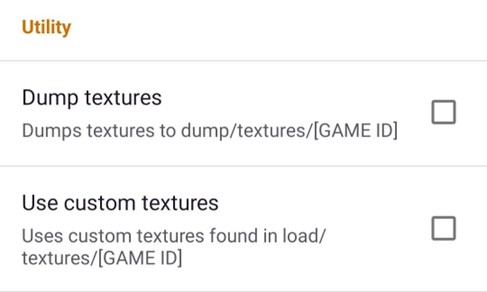 Utility
Dump textures
Dumps textures to dump/textures/[GAME ID]
Use custom textures
Uses custom textures found in load/
textures/[GAME ID]